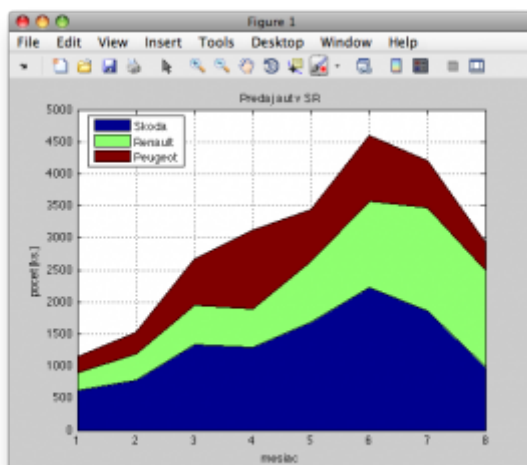 Figure 1
File Edit View Insert Tools Desktop Window Help
Predaj aut v SR
5000
4500
4000
3500
3000
2500
2000
1500
1000
500
0
Skoda
Renault
Peugeot
pocet [ks.]
1 2 3 4 5 6 7 8
mesiac